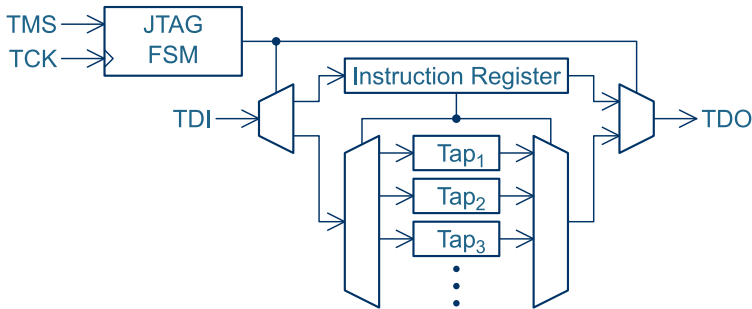 TMS
TCK
JTAG
FSM
Instruction Register
TDI
TDO
Tap₁
Tap₂
Tap₃